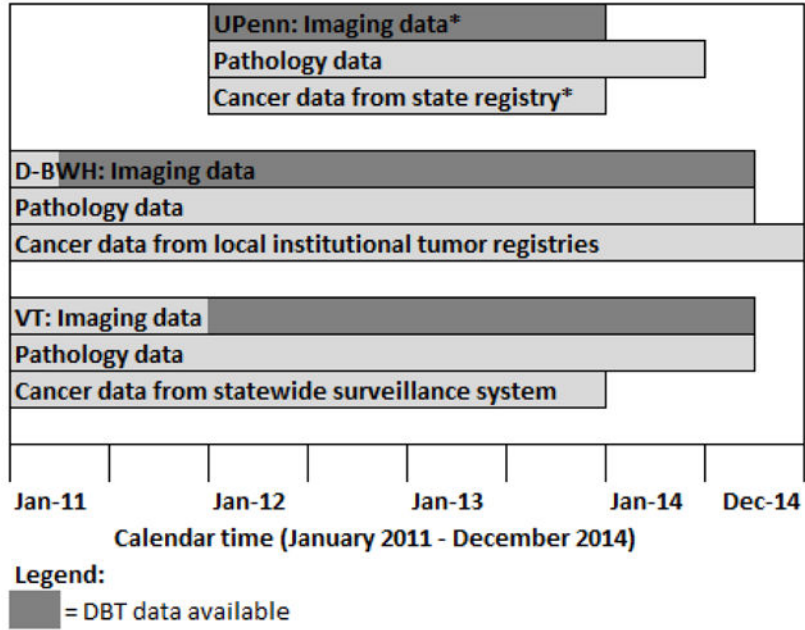 UPenn: Imaging data*
Pathology data
Cancer data from state registry*
D-BWH: Imaging data
Pathology data
Cancer data from local institutional tumor registries
VT: Imaging data
Pathology data
Cancer data from statewide surveillance system
Jan-11 Jan-12 Jan-13 Jan-14 Dec-14
Calendar time (January 2011 - December 2014)
Legend:
= DBT data available